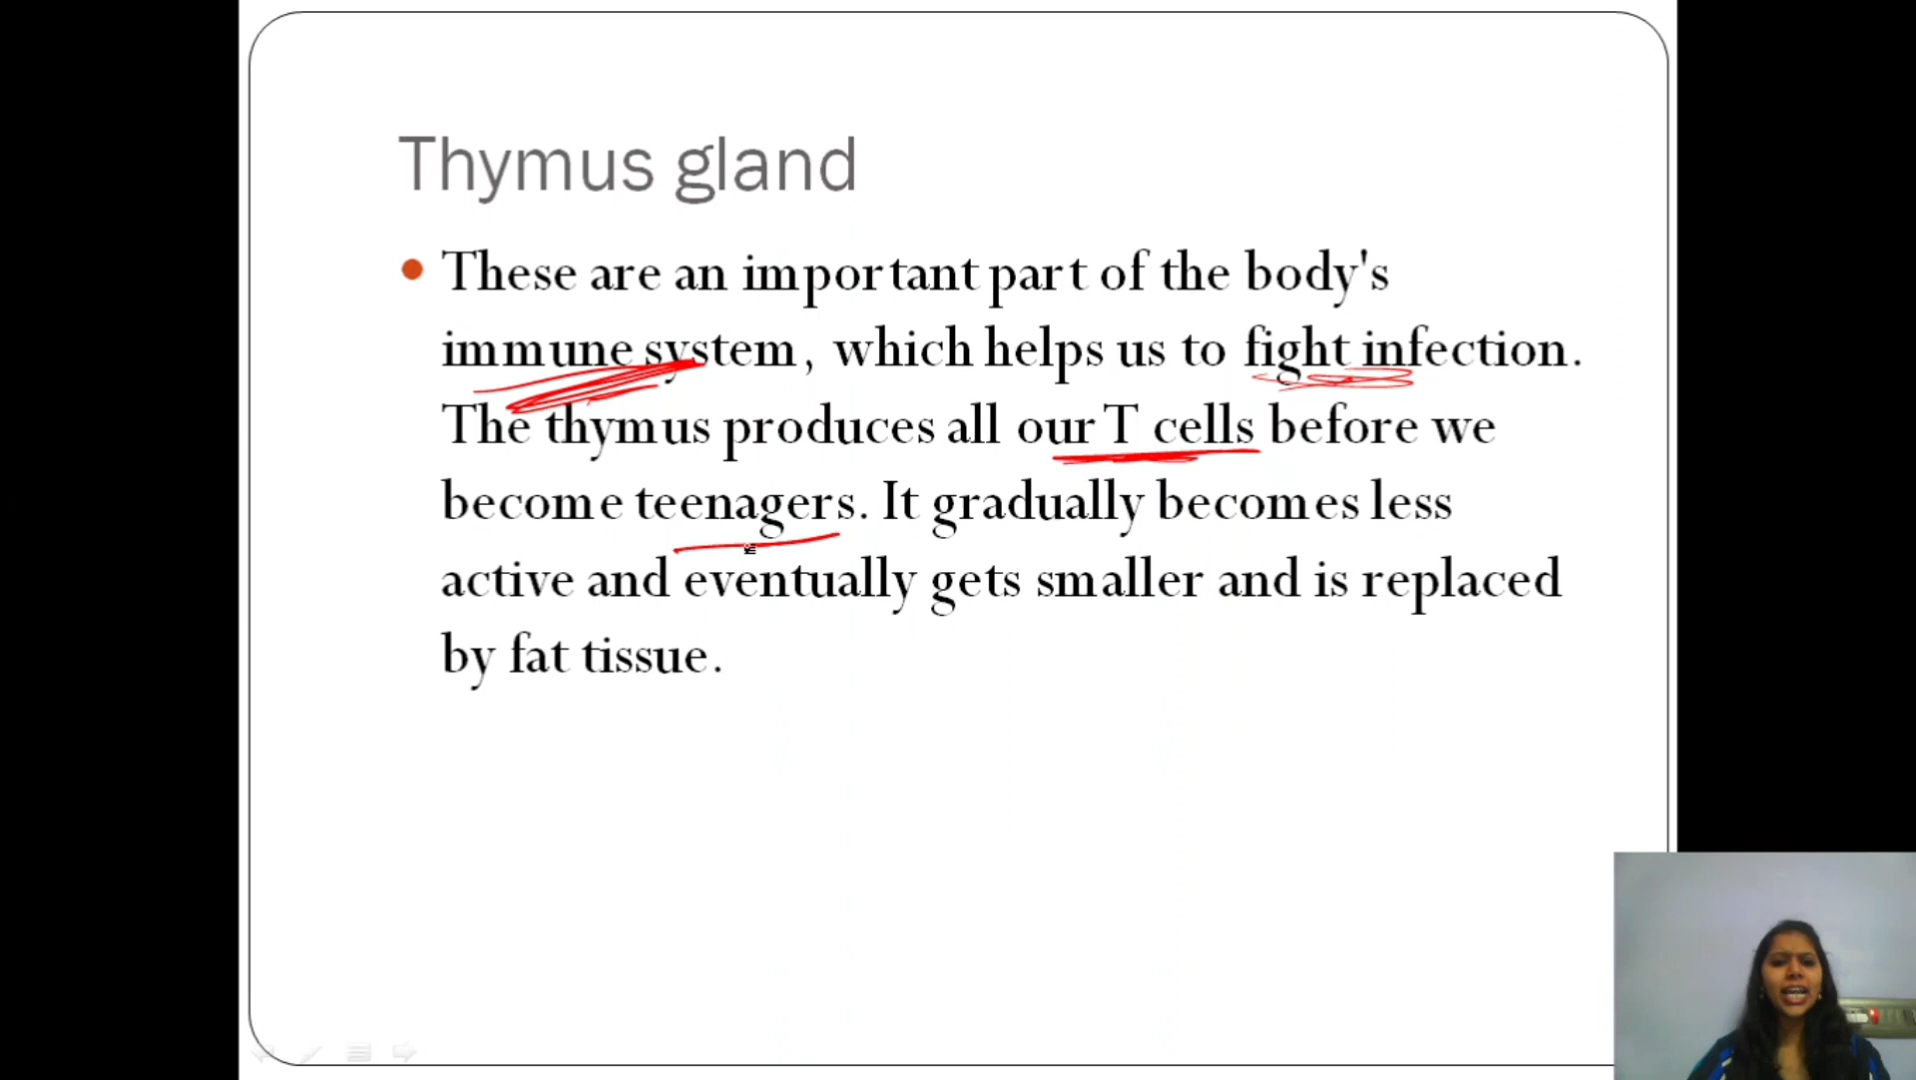 Thymus gland
• These are an important part of the body's
immune system, which helps us to fight infection.
The thymus produces all our T cells before we
become teenagers. It gradually becomes less
active and eventually gets smaller and is replaced
by fat tissue.